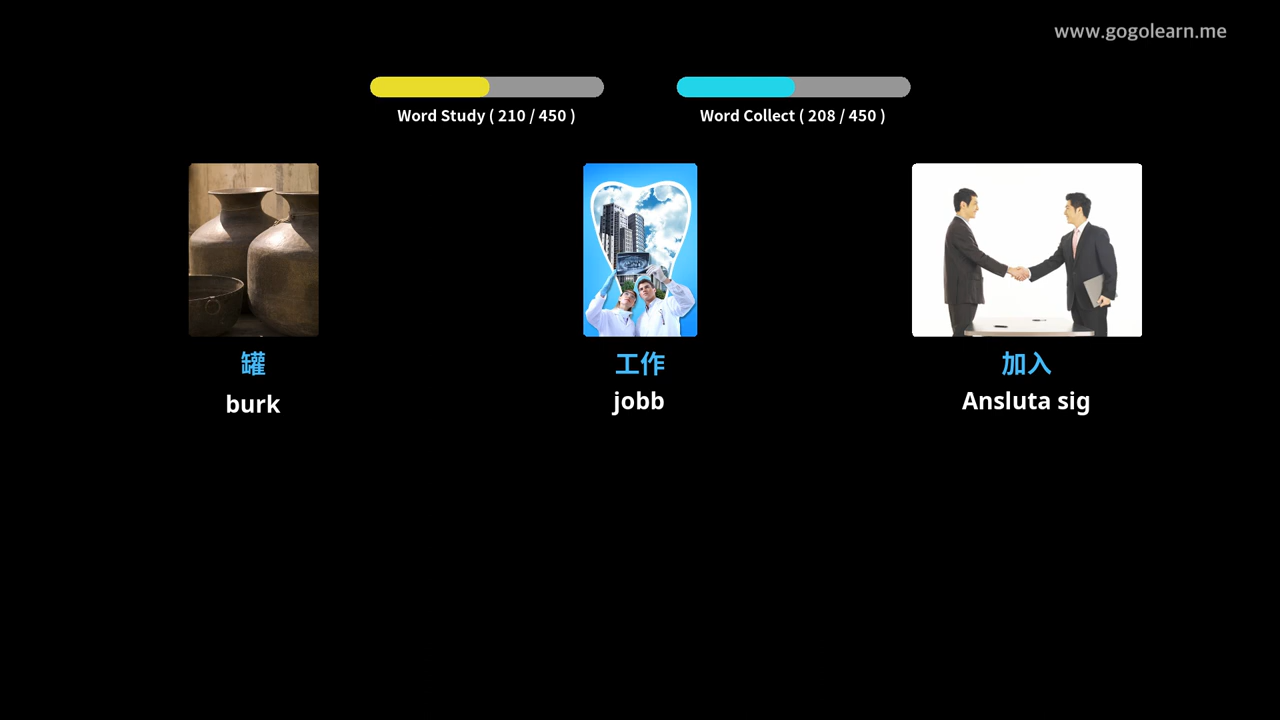 www.gogolearn.me
Word Study ( 210 / 450 )
Word Collect ( 208 / 450 )
罐
工作
加入
burk
jobb
Ansluta sig